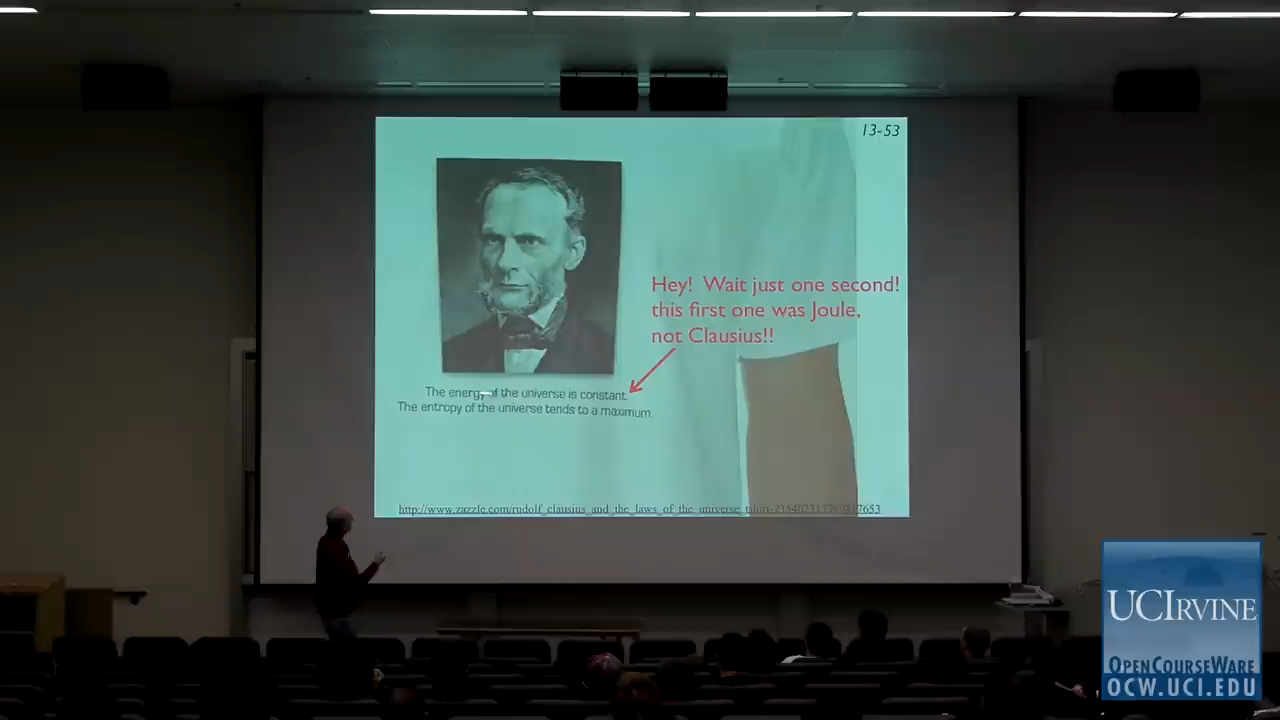 13-53
Hey! Wait just one second!
this first one was Joule,
not Clausius!!
The energy of the universe is constant.
The entropy of the universe tends to a maximum.
UCIRVINE
OPENCOURSEWARE
OCW.UCI.EDU